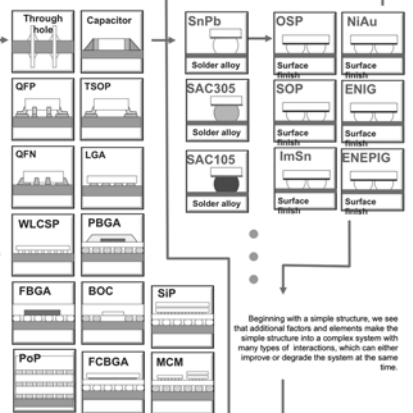 Through
hole
Capacitor
QFP
TSOP
QFN
LGA
WLCSP
PBGA
FBGA
BOC
SiP
PoP
FCBGA
MCM
SnPb
Solder alloy
SAC305
Solder alloy
SAC105
Solder alloy
OSP
Surface
finish
NiAu
Surface
finish
SOP
Surface
finish
ENIG
Surface
finish
ImSn
Surface
finish
ENEPIG
Surface
finish
Beginning with a simple structure, we see
that additional factors and elements make the
simple structure into a complex system with
many types of interactions, which can either
improve or degrade the system at the same
time.